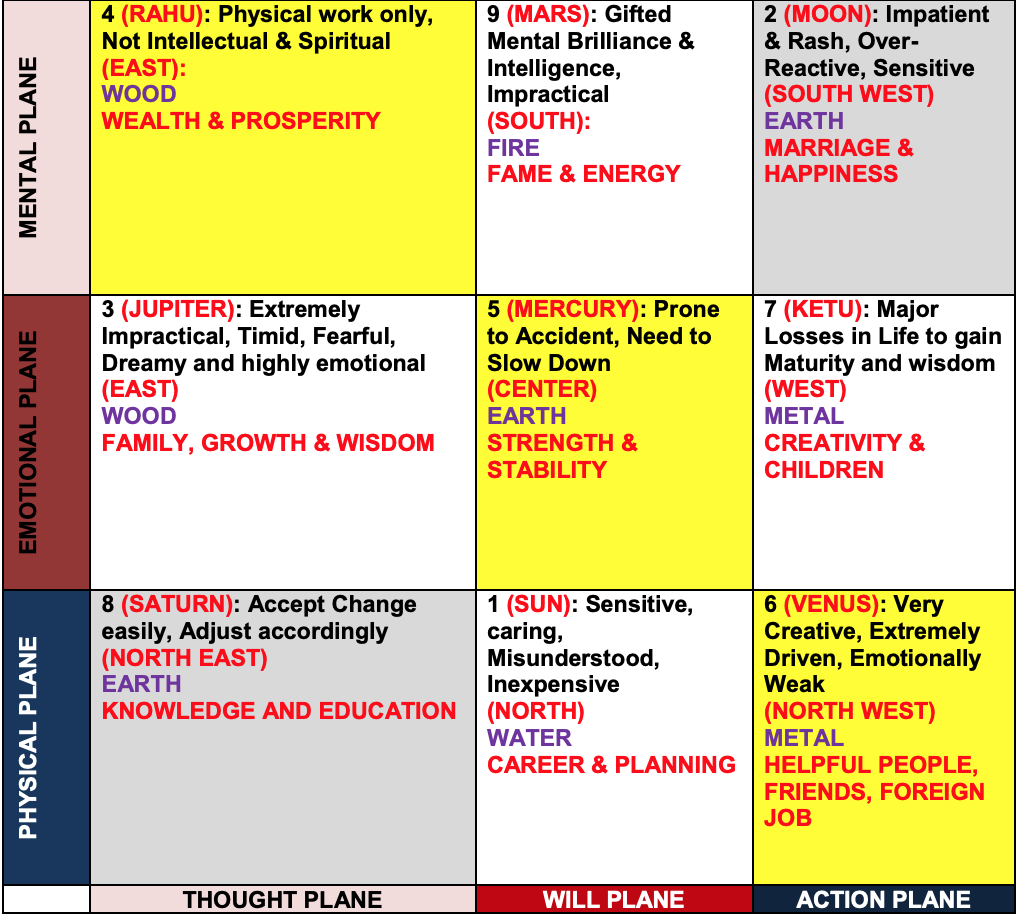 MENTAL PLANE
4 (RAHU): Physical work only,
Not Intellectual & Spiritual
(EAST):
WOOD
WEALTH & PROSPERITY
9 (MARS): Gifted
Mental Brilliance &
Intelligence,
Impractical
(SOUTH):
FIRE
FAME & ENERGY
2 (MOON): Impatient
& Rash, Over-
Reactive, Sensitive
(SOUTH WEST)
EARTH
MARRIAGE &
HAPPINESS
EMOTIONAL PLANE
3 (JUPITER): Extremely
Impractical, Timid, Fearful,
Dreamy and highly emotional
(EAST)
WOOD
FAMILY, GROWTH & WISDOM
5 (MERCURY): Prone
to Accident, Need to
Slow Down
(CENTER)
EARTH
STRENGTH &
STABILITY
7 (KETU): Major
Losses in Life to gain
Maturity and wisdom
(WEST)
METAL
CREATIVITY &
CHILDREN
PHYSICAL PLANE
8 (SATURN): Accept Change
easily, Adjust accordingly
(NORTH EAST)
EARTH
KNOWLEDGE AND EDUCATION
1 (SUN): Sensitive,
caring,
Misunderstood,
Inexpensive
(NORTH)
WATER
CAREER & PLANNING
6 (VENUS): Very
Creative, Extremely
Driven, Emotionally
Weak
(NORTH WEST)
METAL
HELPFUL PEOPLE,
FRIENDS, FOREIGN
JOB
THOUGHT PLANE
WILL PLANE
ACTION PLANE